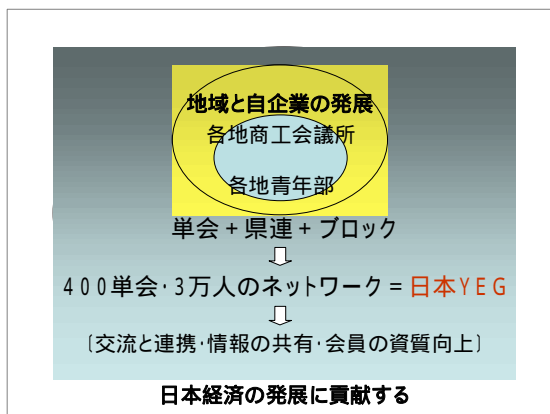 地域と自企業の発展
各地商工会議所
各地青年部
単会+県連+ブロック
400単会･3万人のネットワーク=日本YEG
〔交流と連携･情報の共有･会員の資質向上〕
日本経済の発展に貢献する